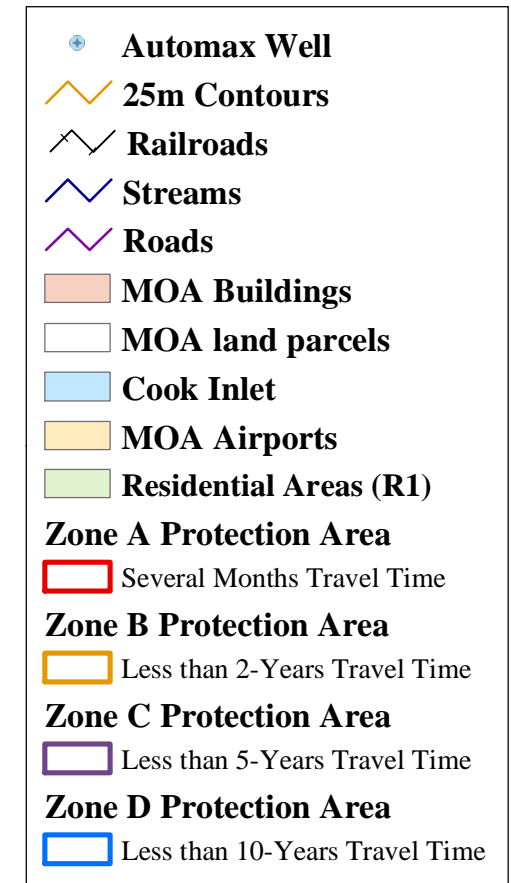 Automax Well
25m Contours
Railroads
Streams
Roads
MOA Buildings
MOA land parcels
Cook Inlet
MOA Airports
Residential Areas (R1)
Zone A Protection Area
Several Months Travel Time
Zone B Protection Area
Less than 2-Years Travel Time
Zone C Protection Area
Less than 5-Years Travel Time
Zone D Protection Area
Less than 10-Years Travel Time